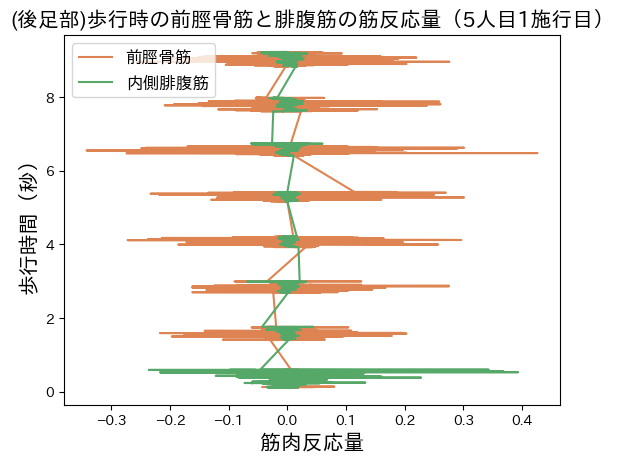 (後足部)歩行時の前脛骨筋と腓腹筋の筋反応量（5人目1施行目）
前脛骨筋
内側腓腹筋
歩行時間（秒）
8
6
4
2
0
−0.3 −0.2 −0.1 0.0 0.1 0.2 0.3 0.4
筋肉反応量